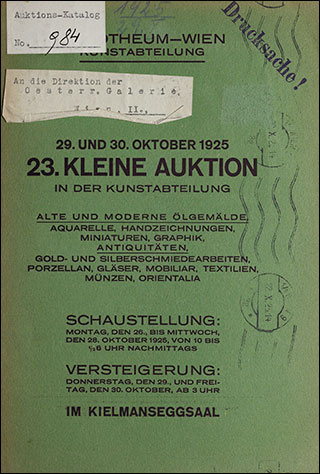 1925
Auktions-Katalog
No. 984
Drucksache!
OTHEUM—WIEN
KUNSTABTEILUNG
An die Direktion der
Oesterr. Galerie,
Wien, II.,
29. UND 30. OKTOBER 1925
23. KLEINE AUKTION
IN DER KUNSTABTEILUNG
ALTE UND MODERNE ÖLGEMÄLDE,
AQUARELLE, HANDZEICHNUNGEN,
MINIATUREN, GRAPHIK,
ANTIQUITÄTEN,
GOLD- UND SILBERSCHMIEDEARBEITEN,
PORZELLAN, GLÄSER, MOBILIAR, TEXTILIEN,
MÜNZEN, ORIENTALIA
SCHAUSTELLUNG:
MONTAG, DEN 26., BIS MITTWOCH,
DEN 28. OKTOBER 1925, VON 10 BIS
½6 UHR NACHMITTAGS
VERSTEIGERUNG:
DONNERSTAG, DEN 29., UND FREI-
TAG, DEN 30. OKTOBER, AB 3 UHR
IM KIELMANSEGGSAAL